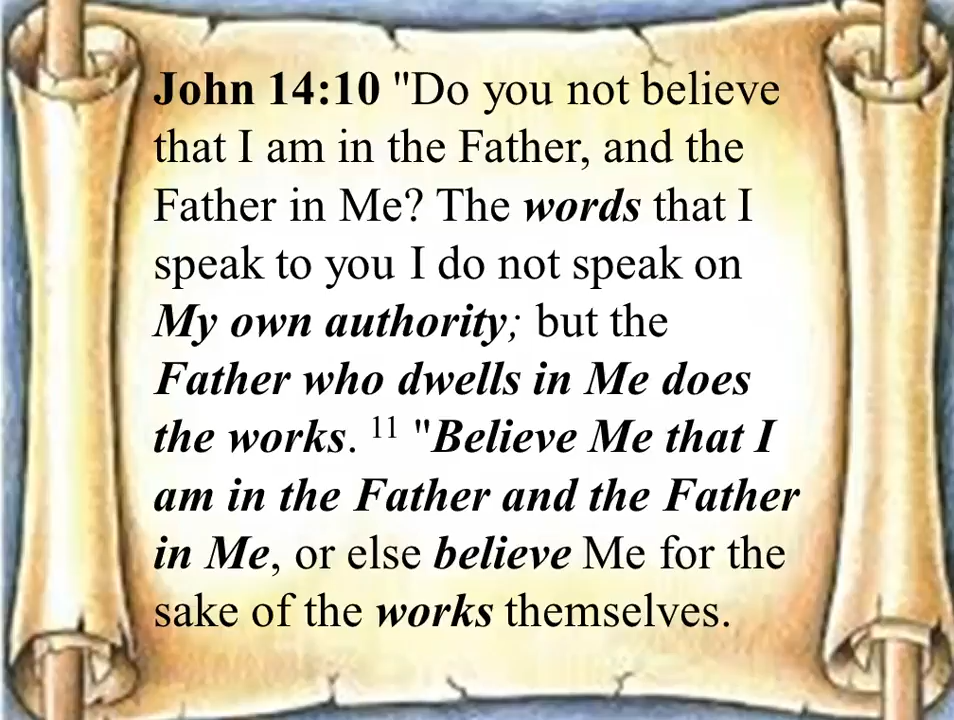 John 14:10 "Do you not believe
that I am in the Father, and the
Father in Me? The words that I
speak to you I do not speak on
My own authority; but the
Father who dwells in Me does
the works. 11 "Believe Me that I
am in the Father and the Father
in Me, or else believe Me for the
sake of the works themselves.